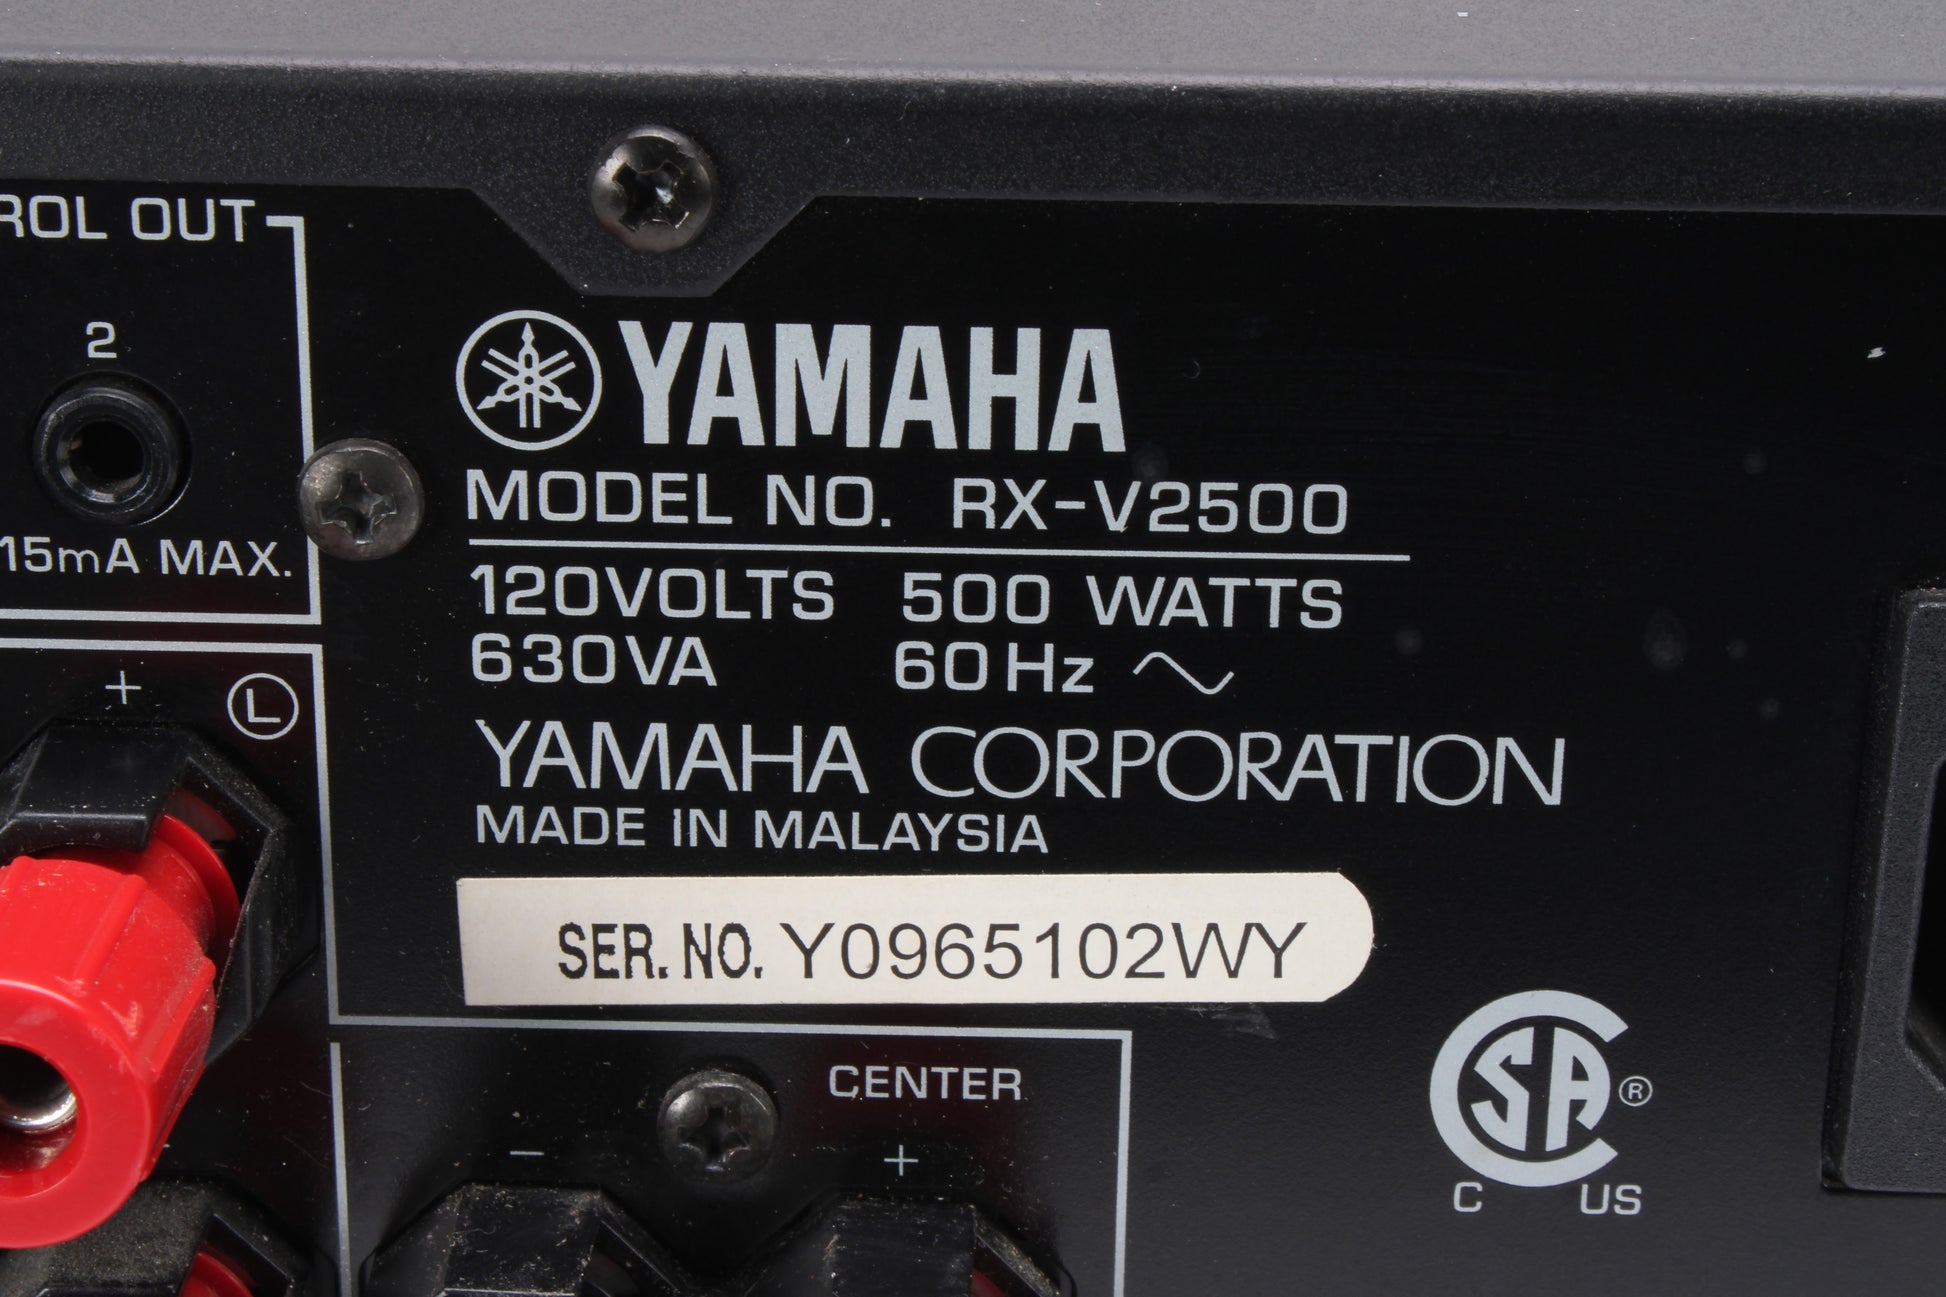 ROL OUT
2
15mA MAX.
+ L
YAMAHA
MODEL NO. RX-V2500
120VOLTS 500 WATTS
630VA 60Hz
YAMAHA CORPORATION
MADE IN MALAYSIA
SER. NO. Y0965102WY
CENTER
- +
CSA ®
C US